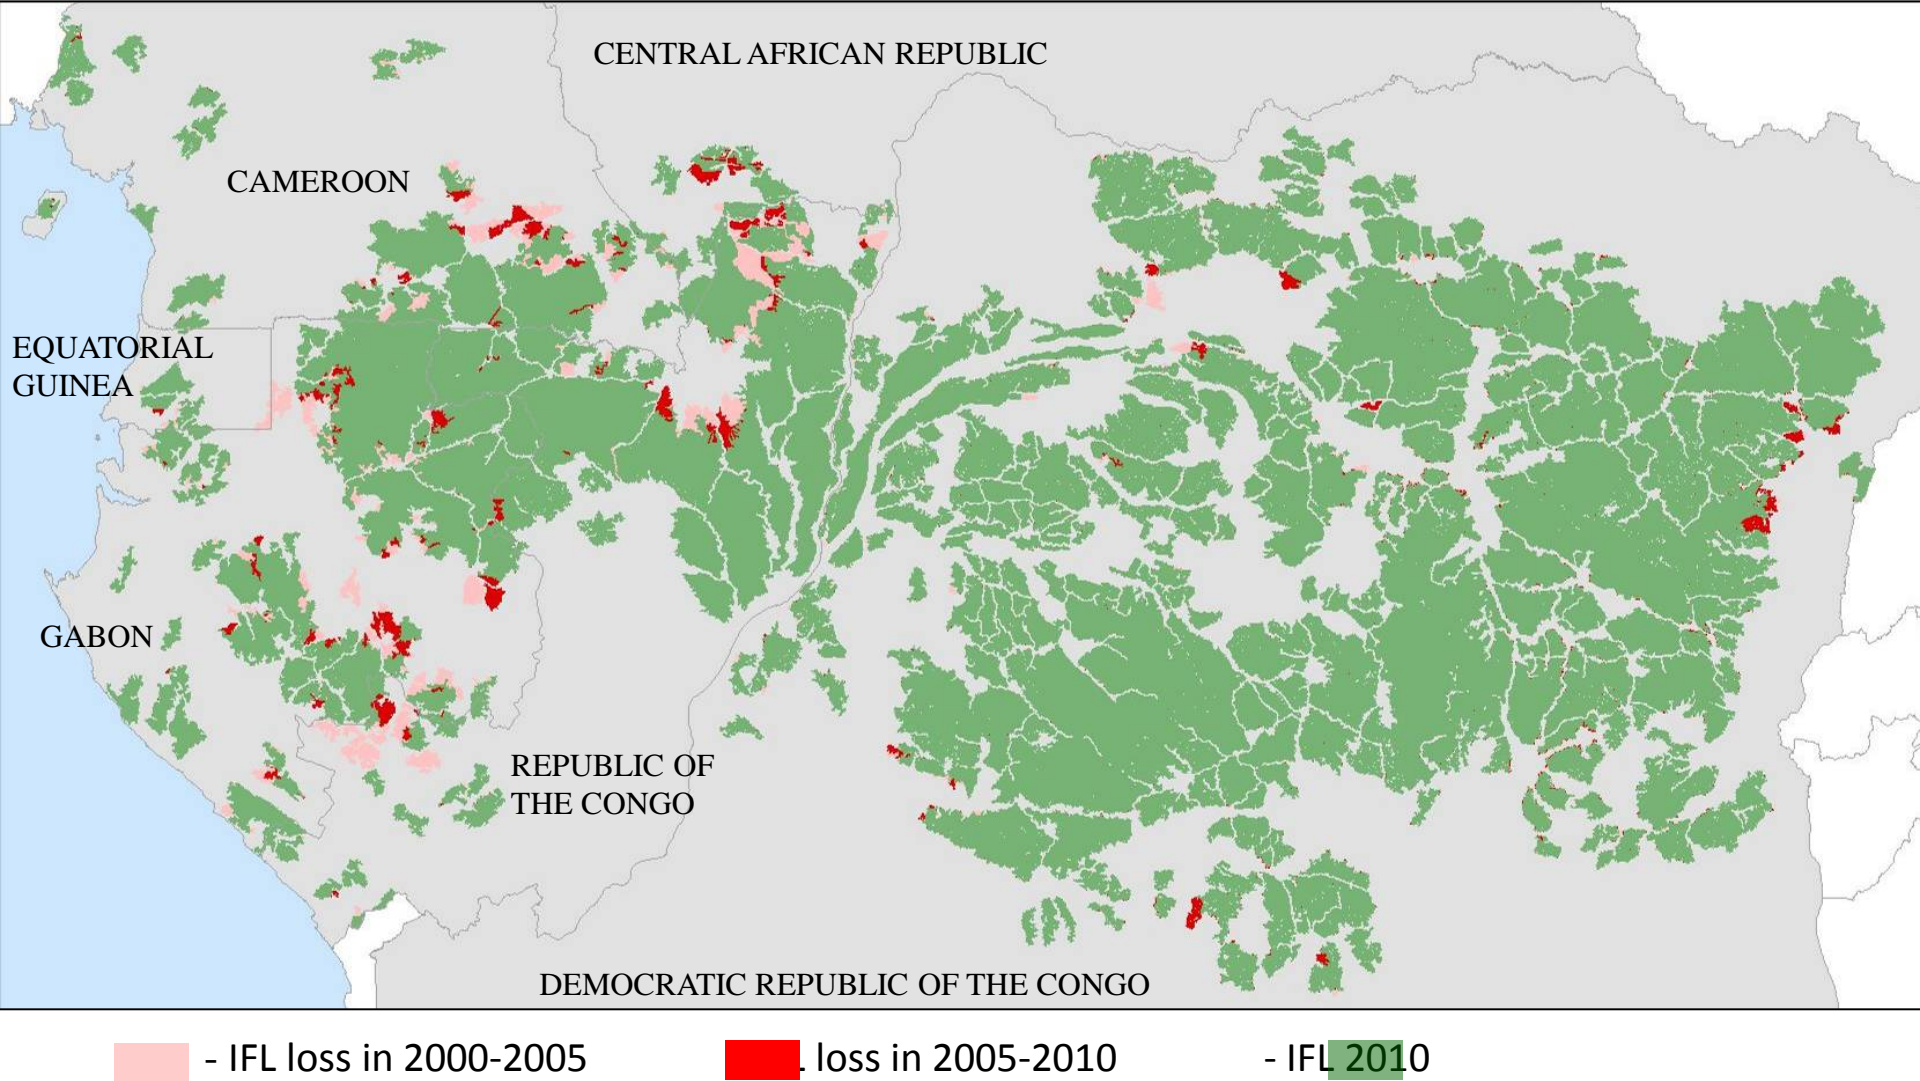 CENTRAL AFRICAN REPUBLIC
CAMEROON
EQUATORIAL
GUINEA
GABON
REPUBLIC OF
THE CONGO
DEMOCRATIC REPUBLIC OF THE CONGO
- IFL loss in 2000-2005
loss in 2005-2010
- IFL 2010